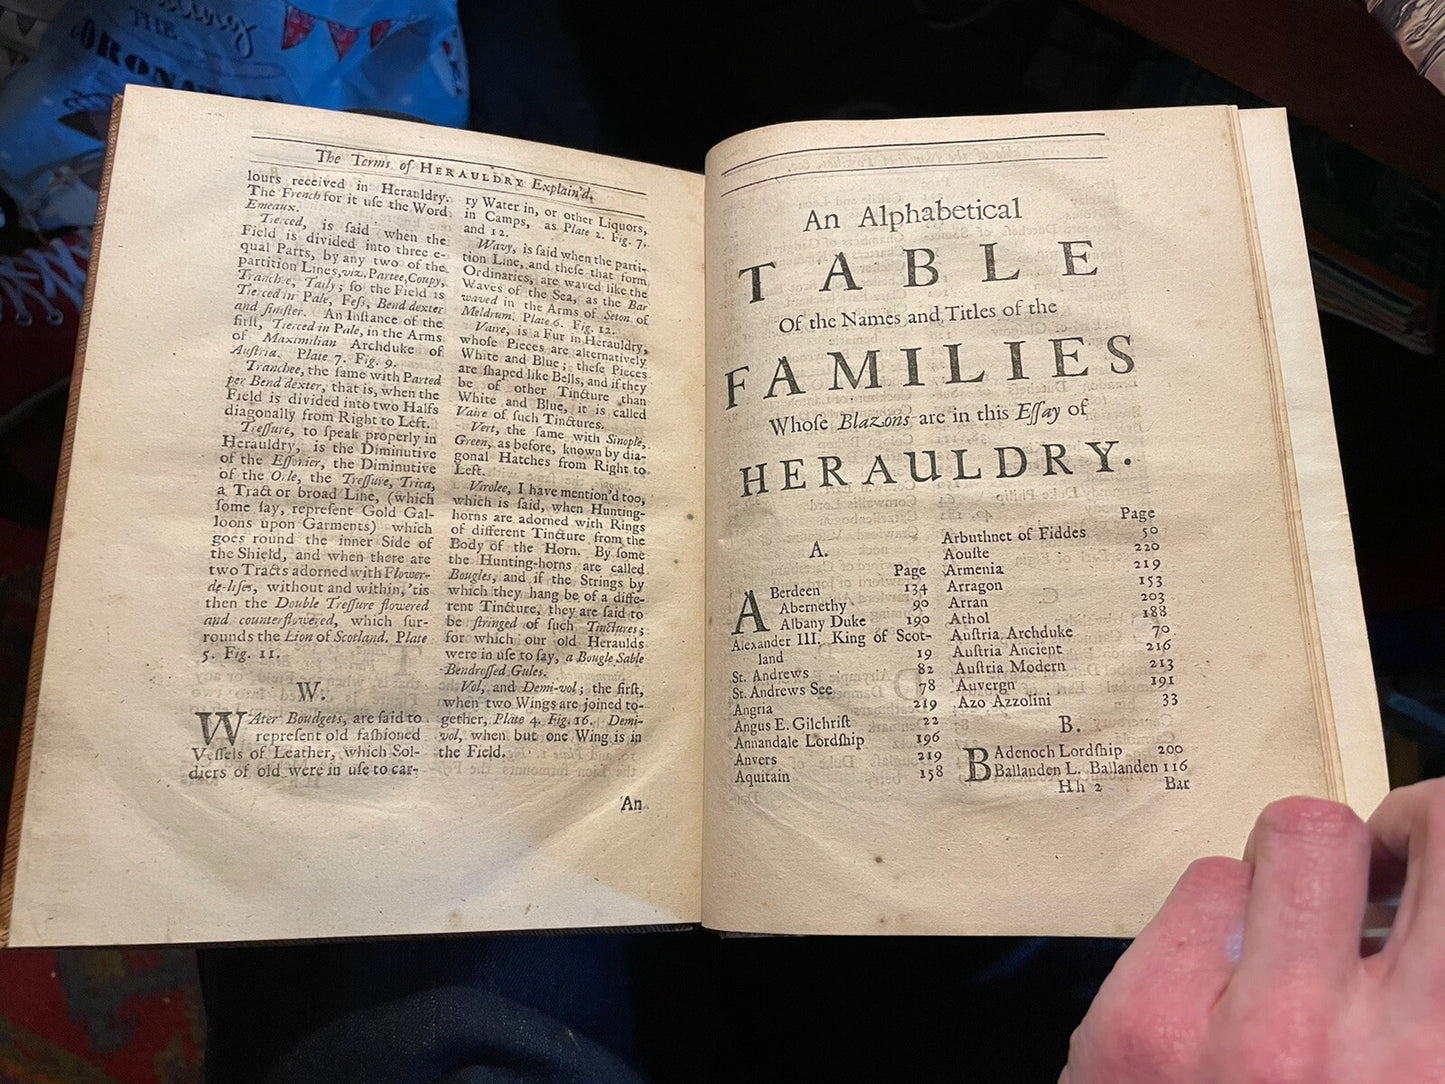 THE
The Terms of HERAULDRY Explain'd.
lours received in Herauldry.
The French for it use the Word
Emeaux.
Tierced, is said when the
Field is divided into three e-
qual Parts, by any two of the
partition Lines, viz. Partee, Coupy,
Tranchee, Taily; so the Field is
Tierced in Pale, Fess, Bend dexter
and sinister. An Instance of the
first, Tierced in Pale, in the Arms
of Maximilian Archduke of
Austria. Plate 7. Fig. 9.
Tranchee, the same with Parted
per Bend dexter, that is, when the
Field is divided into two Halfs
diagonally from Right to Left.
Tressure, to speak properly in
Herauldry, is the Diminutive
of the Essonier, the Diminutive
of the Orle, the Tressure, Trica,
a Tract or broad Line, (which
some say, represent Gold Gal-
loons upon Garments) which
goes round the inner Side of
the Shield, and when there are
two Tracts adorned with Flower-
de-lises, without and within, 'tis
then the Double Tressure flowered
and counterflowered, which sur-
rounds the Lion of Scotland. Plate
5. Fig. 11.
W.
WAter Boudgets, are said to
represent old fashioned
Vessels of Leather, which Sol-
diers of old were in use to car-
ry Water in, or other Liquors,
in Camps, as Plate 2. Fig. 7.
and 12.
Wavy, is said when the parti-
tion Line, and these that form
Ordinaries, are waved like the
Waves of the Sea, as the Bar
waved in the Arms of Seton of
Meldrum. Plate 6. Fig. 12.
Vaire, is a Fur in Herauldry,
whose Pieces are alternatively
White and Blue; these Pieces
are shaped like Bells, and if they
be of other Tincture than
White and Blue, it is called
Vaire of such Tinctures.
Vert, the same with Sinople,
Green, as before, known by dia-
gonal Hatches from Right to
Left.
Virolee, I have mention'd too,
which is said, when Hunting-
horns are adorned with Rings
of different Tincture from the
Body of the Horn. By some
the Hunting-horns are called
Bougles, and if the Strings by
which they hang be of a diffe-
rent Tincture, they are said to
be stringed of such Tinctures;
for which our old Heraulds
were in use to say, a Bougle Sable
Bendrossed Gules.
Vol, and Demi-vol; the first,
when two Wings are joined to-
gether, Plate 4. Fig. 16. Demi-
vol, when but one Wing is in
the Field.
An
An Alphabetical
TABLE
Of the Names and Titles of the
FAMILIES
Whose Blazons are in this Essay of
HERAULDRY.
A.
Page
ABerdeen 134
Abernethy 90
Albany Duke 190
Alexander III. King of Scot-
land 19
St. Andrews 82
St. Andrews See 78
Angria 219
Angus E. Gilchrist 22
Annandale Lordship 196
Anvers 219
Aquitain 158
Page
Arbuthnet of Fiddes 50
Aouste 220
Armenia 219
Arragon 153
Arran 203
Athol 188
Austria Archduke 70
Austria Ancient 216
Austria Modern 213
Auvergn 191
Azo Azzolini 33
B.
BAdenoch Lordship 200
Ballanden L. Ballanden 116
Hh 2 Bar